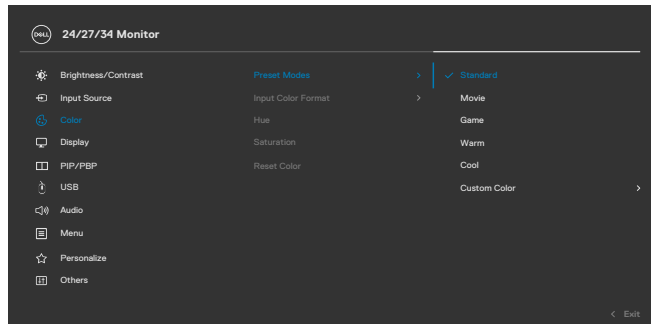 DELL 24/27/34 Monitor
Brightness/Contrast Preset Modes > Standard
Input Source Input Color Format > Movie
Color Hue Game
Display Saturation Warm
PIP/PBP Reset Color Cool
USB Custom Color >
Audio
Menu
Personalize
Others
< Exit